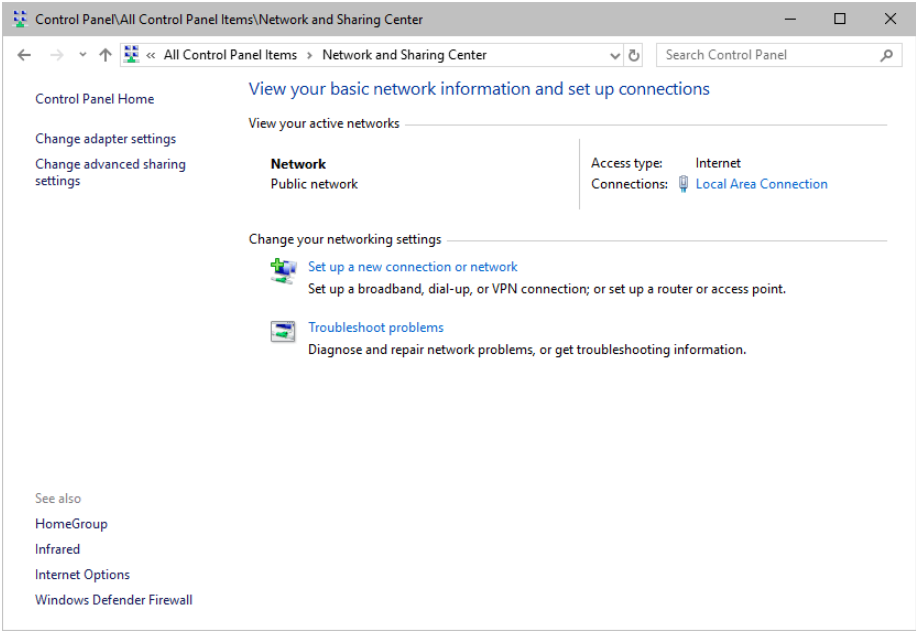 Control Panel\All Control Panel Items\Network and Sharing Center
« All Control Panel Items › Network and Sharing Center
Search Control Panel
Control Panel Home
Change adapter settings
Change advanced sharing
settings
View your basic network information and set up connections
View your active networks
Network
Public network
Access type: Internet
Connections: Local Area Connection
Change your networking settings
Set up a new connection or network
Set up a broadband, dial-up, or VPN connection; or set up a router or access point.
Troubleshoot problems
Diagnose and repair network problems, or get troubleshooting information.
See also
HomeGroup
Infrared
Internet Options
Windows Defender Firewall